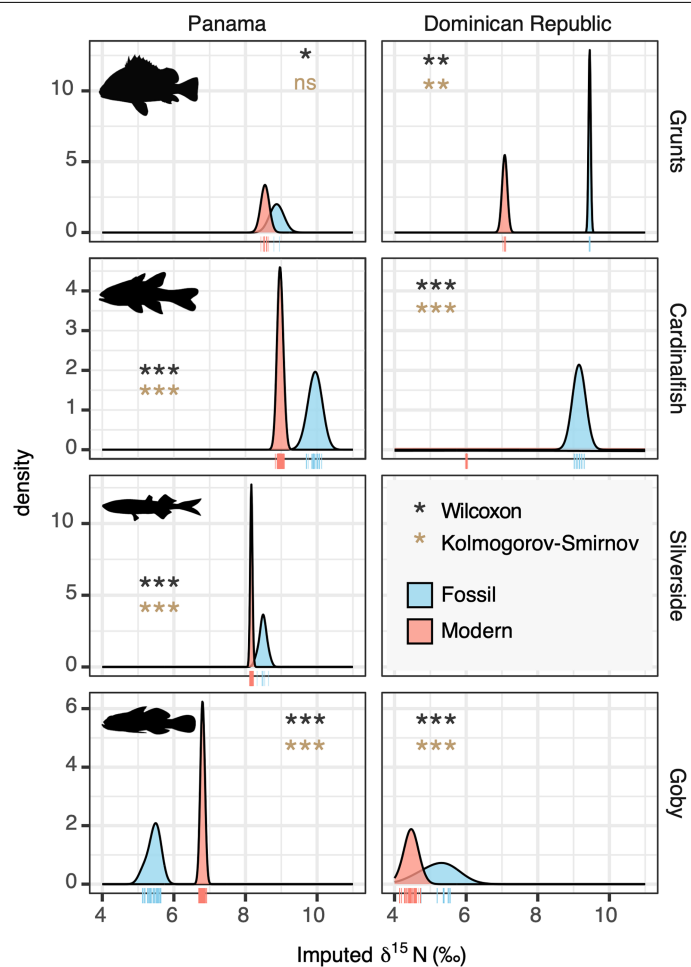 Panama
Dominican Republic
*
ns
**
**
10
5
0
Grunts
***
***
***
***
4
3
2
1
0
Cardinalfish
***
***
10
5
0
* Wilcoxon
* Kolmogorov-Smirnov
Fossil
Modern
Silverside
***
***
***
***
6
4
2
0
Goby
4 6 8 10
4 6 8 10
density
Imputed δ¹⁵ N (‰)